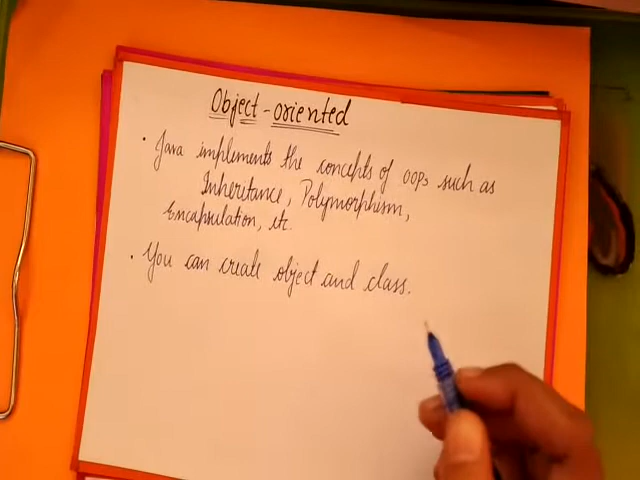 Object-oriented
• Java implements the concepts of OOPs such as
Inheritance, Polymorphism,
Encapsulation, etc.
• You can create object and class.